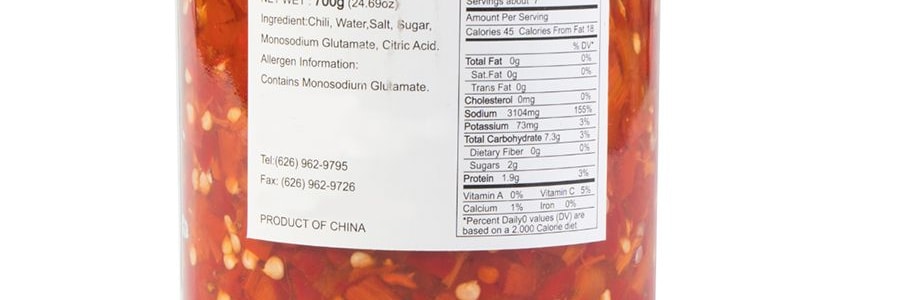 NET WET : 700g (24.69oz)
Ingredient:Chili, Water,Salt, Sugar,
Monosodium Glutamate, Citric Acid.
Allergen Information:
Contains Monosodium Glutamate.
Tel:(626) 962-9795
Fax: (626) 962-9726
PRODUCT OF CHINA
Servings about 7
Amount Per Serving
Calories 45 Calories From Fat 18
% DV*
Total Fat 0g 0%
Sat.Fat 0g 0%
Trans Fat 0g
Cholesterol 0mg 0%
Sodium 3104mg 155%
Potassium 73mg 3%
Total Carbohydrate 7.3g 3%
Dietary Fiber 0g 0%
Sugars 2g
Protein 1.9g 3%
Vitamin A 0% Vitamin C 5%
Calcium 1% Iron 0%
*Percent Daily0 values (DV) are
based on a 2,000 Calorie diet